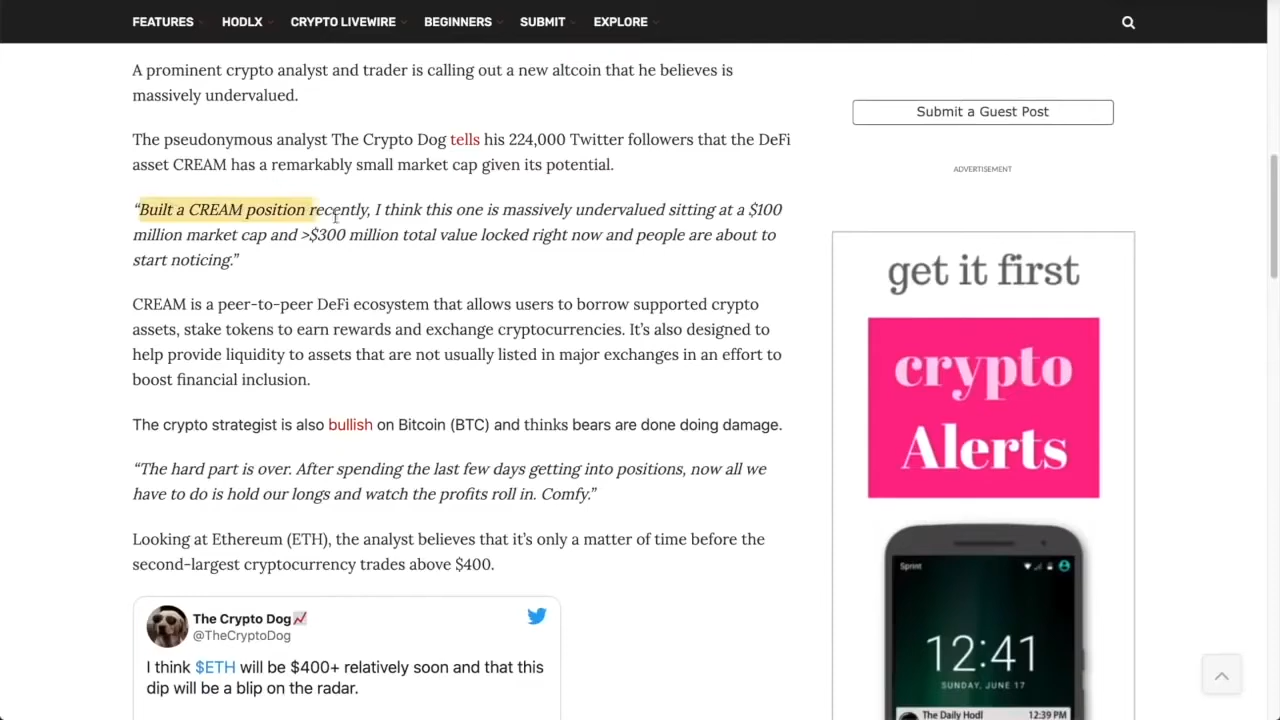 FEATURES HODLX CRYPTO LIVEWIRE BEGINNERS SUBMIT EXPLORE
A prominent crypto analyst and trader is calling out a new altcoin that he believes is
massively undervalued.
The pseudonymous analyst The Crypto Dog tells his 224,000 Twitter followers that the DeFi
asset CREAM has a remarkably small market cap given its potential.
“Built a CREAM position recently, I think this one is massively undervalued sitting at a $100
million market cap and >$300 million total value locked right now and people are about to
start noticing.”
CREAM is a peer-to-peer DeFi ecosystem that allows users to borrow supported crypto
assets, stake tokens to earn rewards and exchange cryptocurrencies. It’s also designed to
help provide liquidity to assets that are not usually listed in major exchanges in an effort to
boost financial inclusion.
The crypto strategist is also bullish on Bitcoin (BTC) and thinks bears are done doing damage.
“The hard part is over. After spending the last few days getting into positions, now all we
have to do is hold our longs and watch the profits roll in. Comfy.”
Looking at Ethereum (ETH), the analyst believes that it’s only a matter of time before the
second-largest cryptocurrency trades above $400.
The Crypto Dog
@TheCryptoDog
I think $ETH will be $400+ relatively soon and that this
dip will be a blip on the radar.
Submit a Guest Post
ADVERTISEMENT
get it first
crypto
Alerts
Sprint
12:41
SUNDAY, JUNE 17
The Daily Hodl 12:39 PM